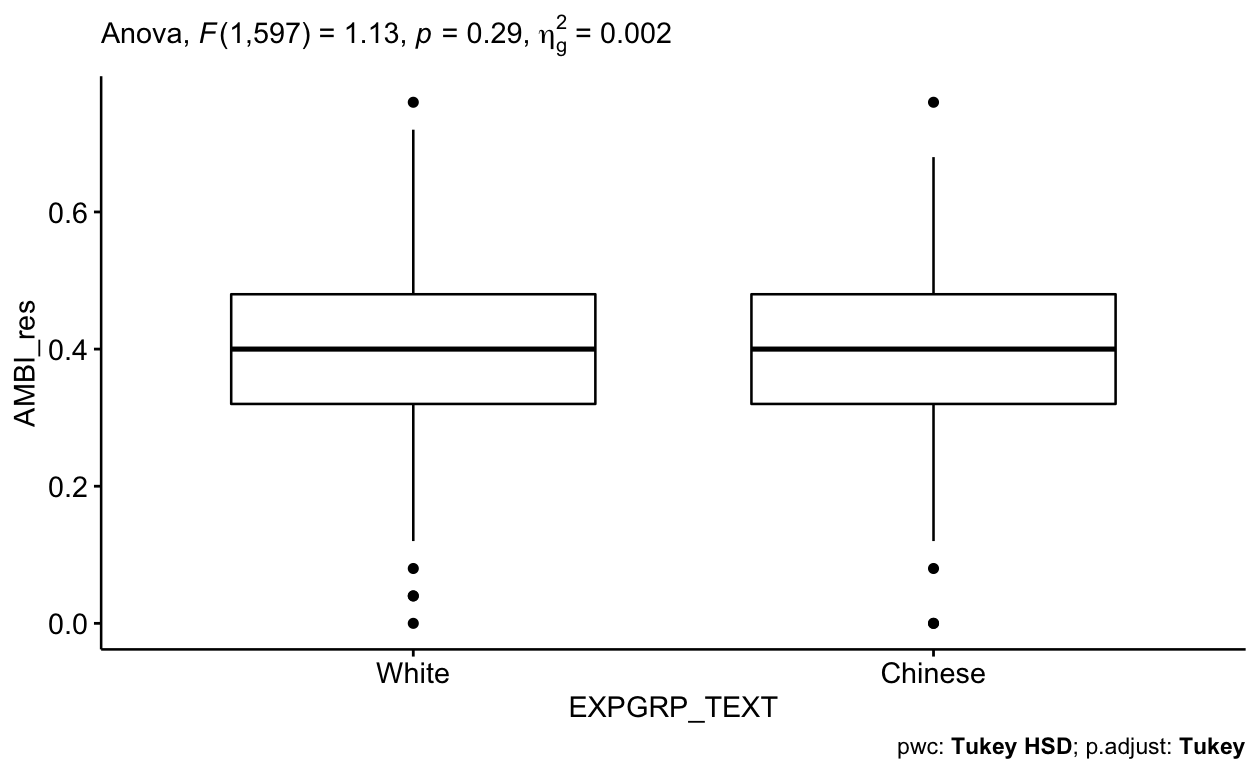 Anova, F(1,597) = 1.13, p = 0.29, η²g = 0.002
AMBI_res
0.6
0.4
0.2
0.0
White Chinese
EXPGRP_TEXT
pwc: Tukey HSD; p.adjust: Tukey